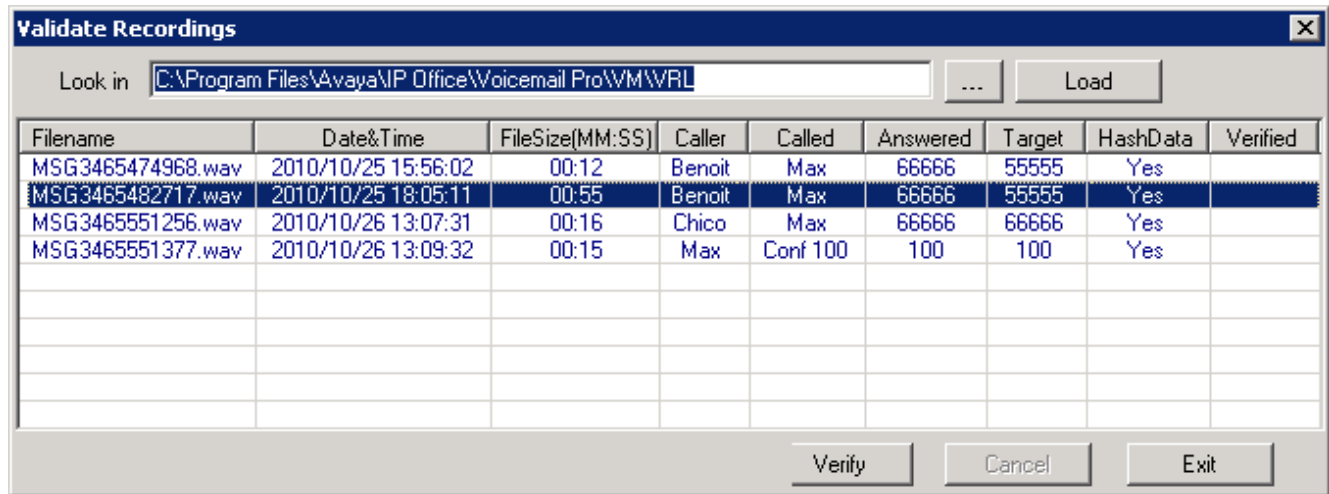 Validate Recordings
Look in C:\Program Files\Avaya\IP Office\Voicemail Pro\VM\VRL ... Load
Filename Date&Time FileSize(MM:SS) Caller Called Answered Target HashData Verified
MSG3465474968.wav 2010/10/25 15:56:02 00:12 Benoit Max 66666 55555 Yes
MSG3465482717.wav 2010/10/25 18:05:11 00:55 Benoit Max 66666 55555 Yes
MSG3465551256.wav 2010/10/26 13:07:31 00:16 Chico Max 66666 66666 Yes
MSG3465551377.wav 2010/10/26 13:09:32 00:15 Max Conf 100 100 100 Yes
Verify Cancel Exit